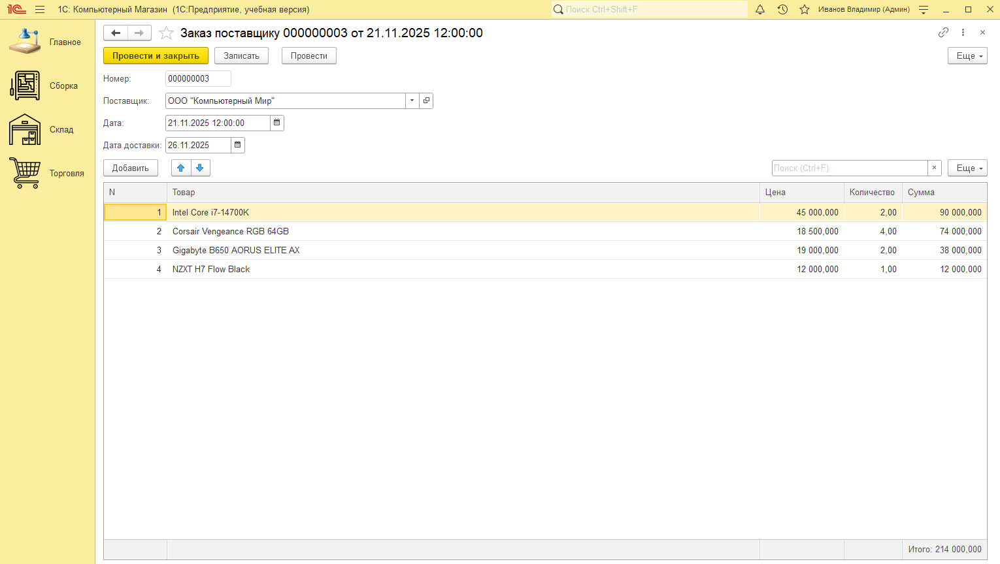 1С: Компьютерный Магазин (1С:Предприятие, учебная версия) Поиск Ctrl+Shift+F Иванов Владимир (Админ)
Главное
Сборка
Склад
Торговля
Заказ поставщику 000000003 от 21.11.2025 12:00:00
Провести и закрыть Записать Провести Еще
Номер: 000000003
Поставщик: ООО "Компьютерный Мир"
Дата: 21.11.2025 12:00:00
Дата доставки: 26.11.2025
Добавить Поиск (Ctrl+F) Еще
N Товар Цена Количество Сумма
1 Intel Core i7-14700K 45 000,000 2,00 90 000,000
2 Corsair Vengeance RGB 64GB 18 500,000 4,00 74 000,000
3 Gigabyte B650 AORUS ELITE AX 19 000,000 2,00 38 000,000
4 NZXT H7 Flow Black 12 000,000 1,00 12 000,000
Итого: 214 000,000